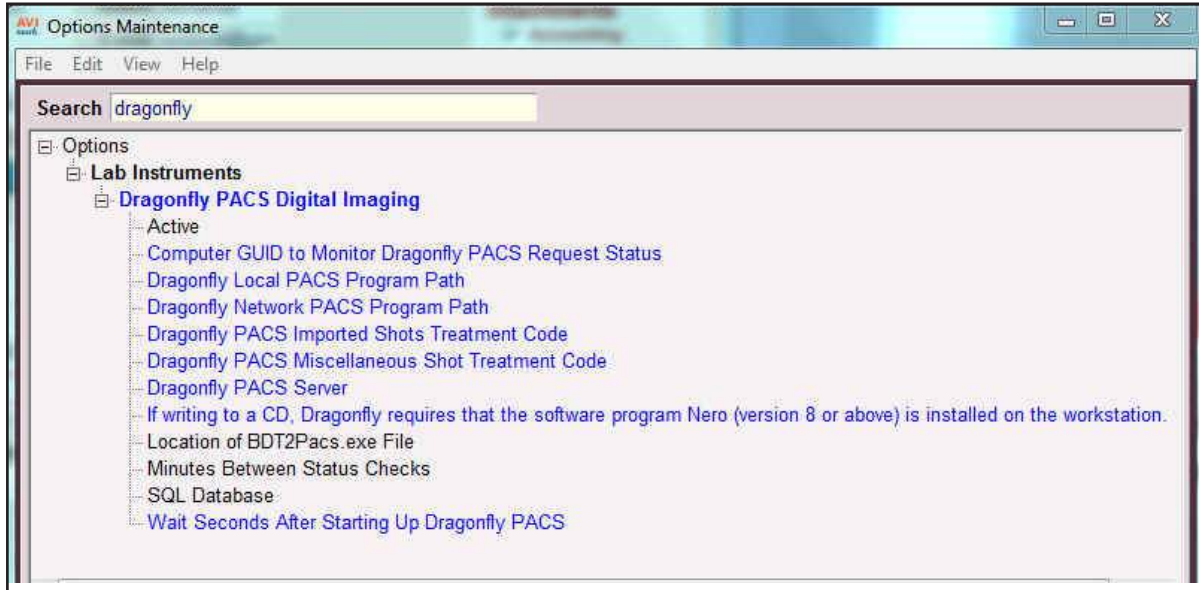 AVI Options Maintenance
File Edit View Help
Search dragonfly
Options
Lab Instruments
Dragonfly PACS Digital Imaging
Active
Computer GUID to Monitor Dragonfly PACS Request Status
Dragonfly Local PACS Program Path
Dragonfly Network PACS Program Path
Dragonfly PACS Imported Shots Treatment Code
Dragonfly PACS Miscellaneous Shot Treatment Code
Dragonfly PACS Server
If writing to a CD, Dragonfly requires that the software program Nero (version 8 or above) is installed on the workstation.
Location of BDT2Pacs.exe File
Minutes Between Status Checks
SQL Database
Wait Seconds After Starting Up Dragonfly PACS